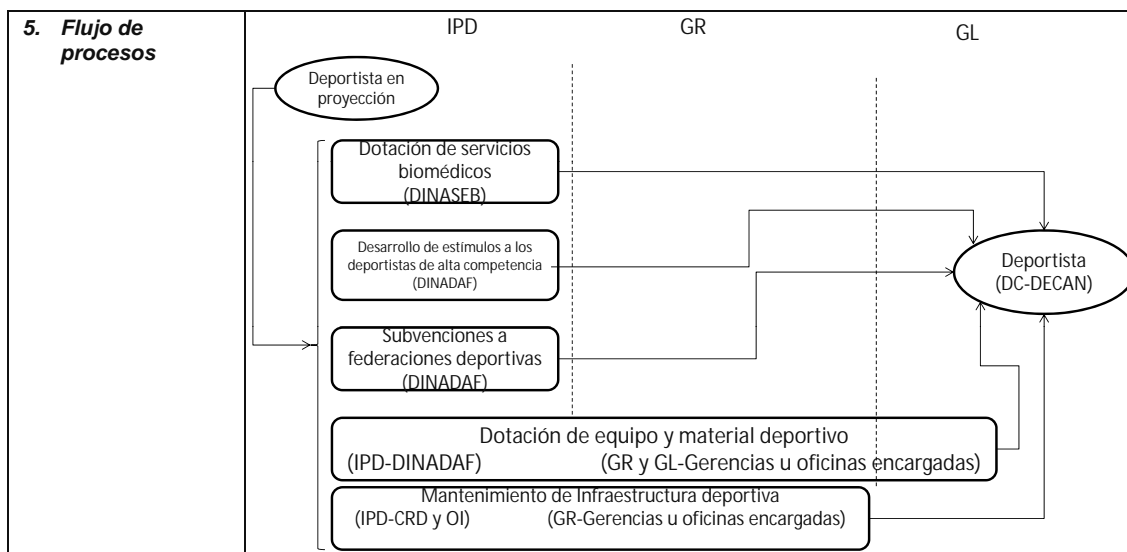 5. Flujo de
procesos
IPD GR GL
Deportista en
proyección
Dotación de servicios
biomédicos
(DINASEB)
Desarrollo de estímulos a los
deportistas de alta competencia
(DINADAF)
Deportista
(DC-DECAN)
Subvenciones a
federaciones deportivas
(DINADAF)
Dotación de equipo y material deportivo
(IPD-DINADAF) (GR y GL-Gerencias u oficinas encargadas)
Mantenimiento de Infraestructura deportiva
(IPD-CRD y OI) (GR-Gerencias u oficinas encargadas)